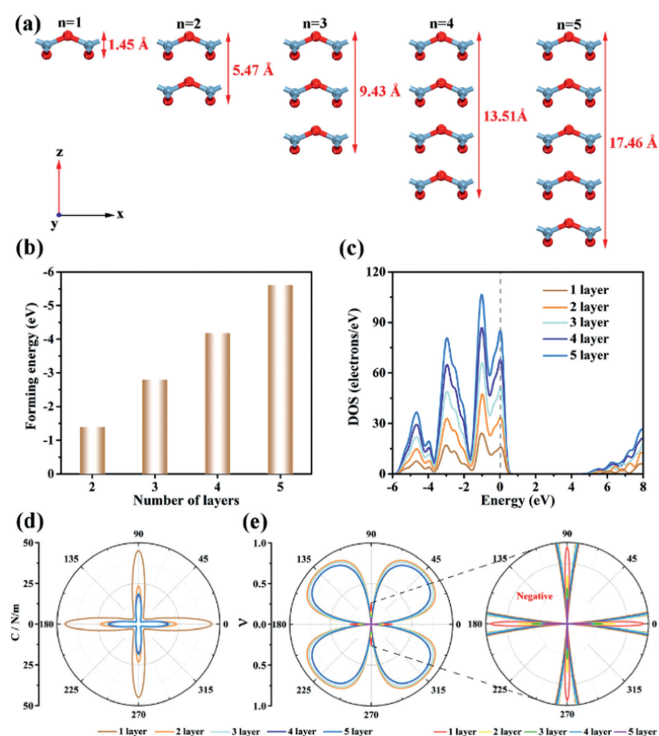 (a)
n=1
n=2
n=3
n=4
n=5
1.45 Å
5.47 Å
9.43 Å
13.51Å
17.46 Å
z
y
x
(b)
-6
-5
-4
-3
-2
-1
0
Forming energy (eV)
2
3
4
5
Number of layers
(c)
120
90
60
30
0
DOS (electrons/eV)
1 layer
2 layer
3 layer
4 layer
5 layer
-6
-4
-2
0
2
4
6
8
Energy (eV)
(d)
50
25
0
25
50
C / N/m
90
45
135
180
0
225
315
270
1 layer
2 layer
3 layer
4 layer
5 layer
(e)
1.0
0.5
0.0
0.5
1.0
V
90
45
135
180
0
225
315
270
90
45
135
180
0
225
315
270
Negative
1 layer
2 layer
3 layer
4 layer
5 layer